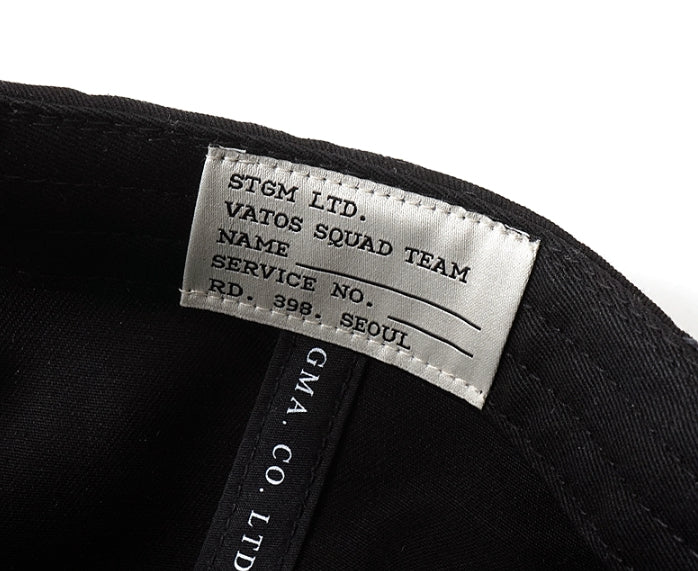 STGM LTD.
VATOS SQUAD TEAM
NAME
SERVICE NO.
RD. 398. SEOUL
GMA. CO. LTD